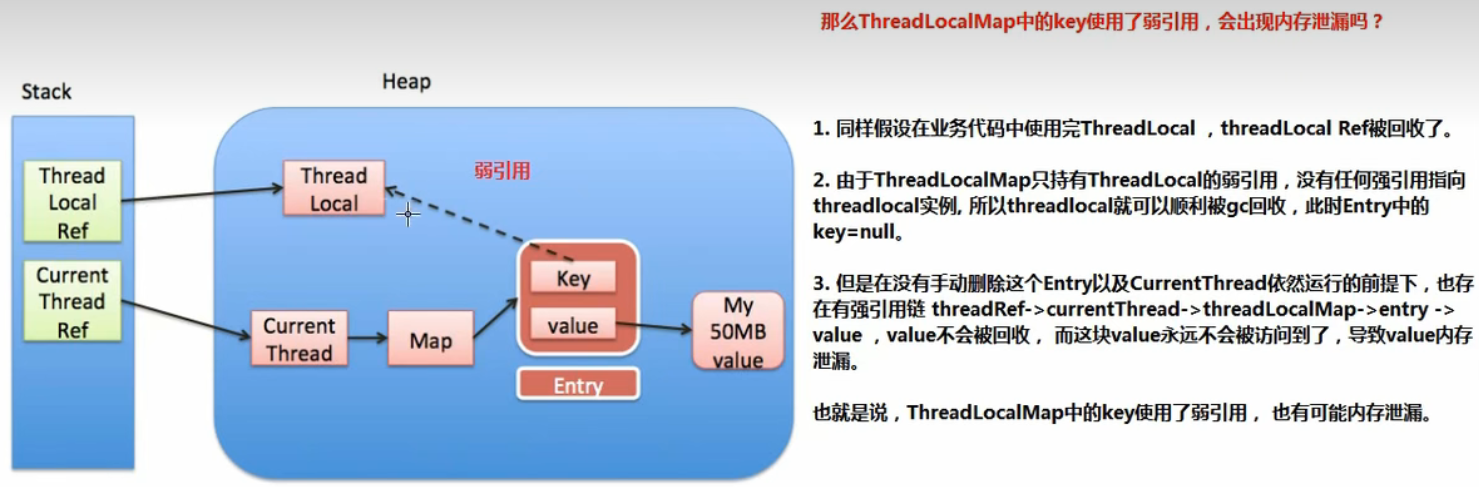 那么ThreadLocalMap中的key使用了弱引用，会出现内存泄漏吗？
Stack
Heap
Thread
Local
Ref
Current
Thread
Ref
Thread
Local
弱引用
Current
Thread
Map
Key
value
Entry
My
50MB
value
1. 同样假设在业务代码中使用完ThreadLocal ，threadLocal Ref被回收了。
2. 由于ThreadLocalMap只持有ThreadLocal的弱引用，没有任何强引用指向
threadlocal实例, 所以threadlocal就可以顺利被gc回收，此时Entry中的
key=null。
3. 但是在没有手动删除这个Entry以及CurrentThread依然运行的前提下，也存
在有强引用链 threadRef->currentThread->threadLocalMap->entry ->
value ，value不会被回收， 而这块value永远不会被访问到了，导致value内存
泄漏。
也就是说，ThreadLocalMap中的key使用了弱引用， 也有可能内存泄漏。